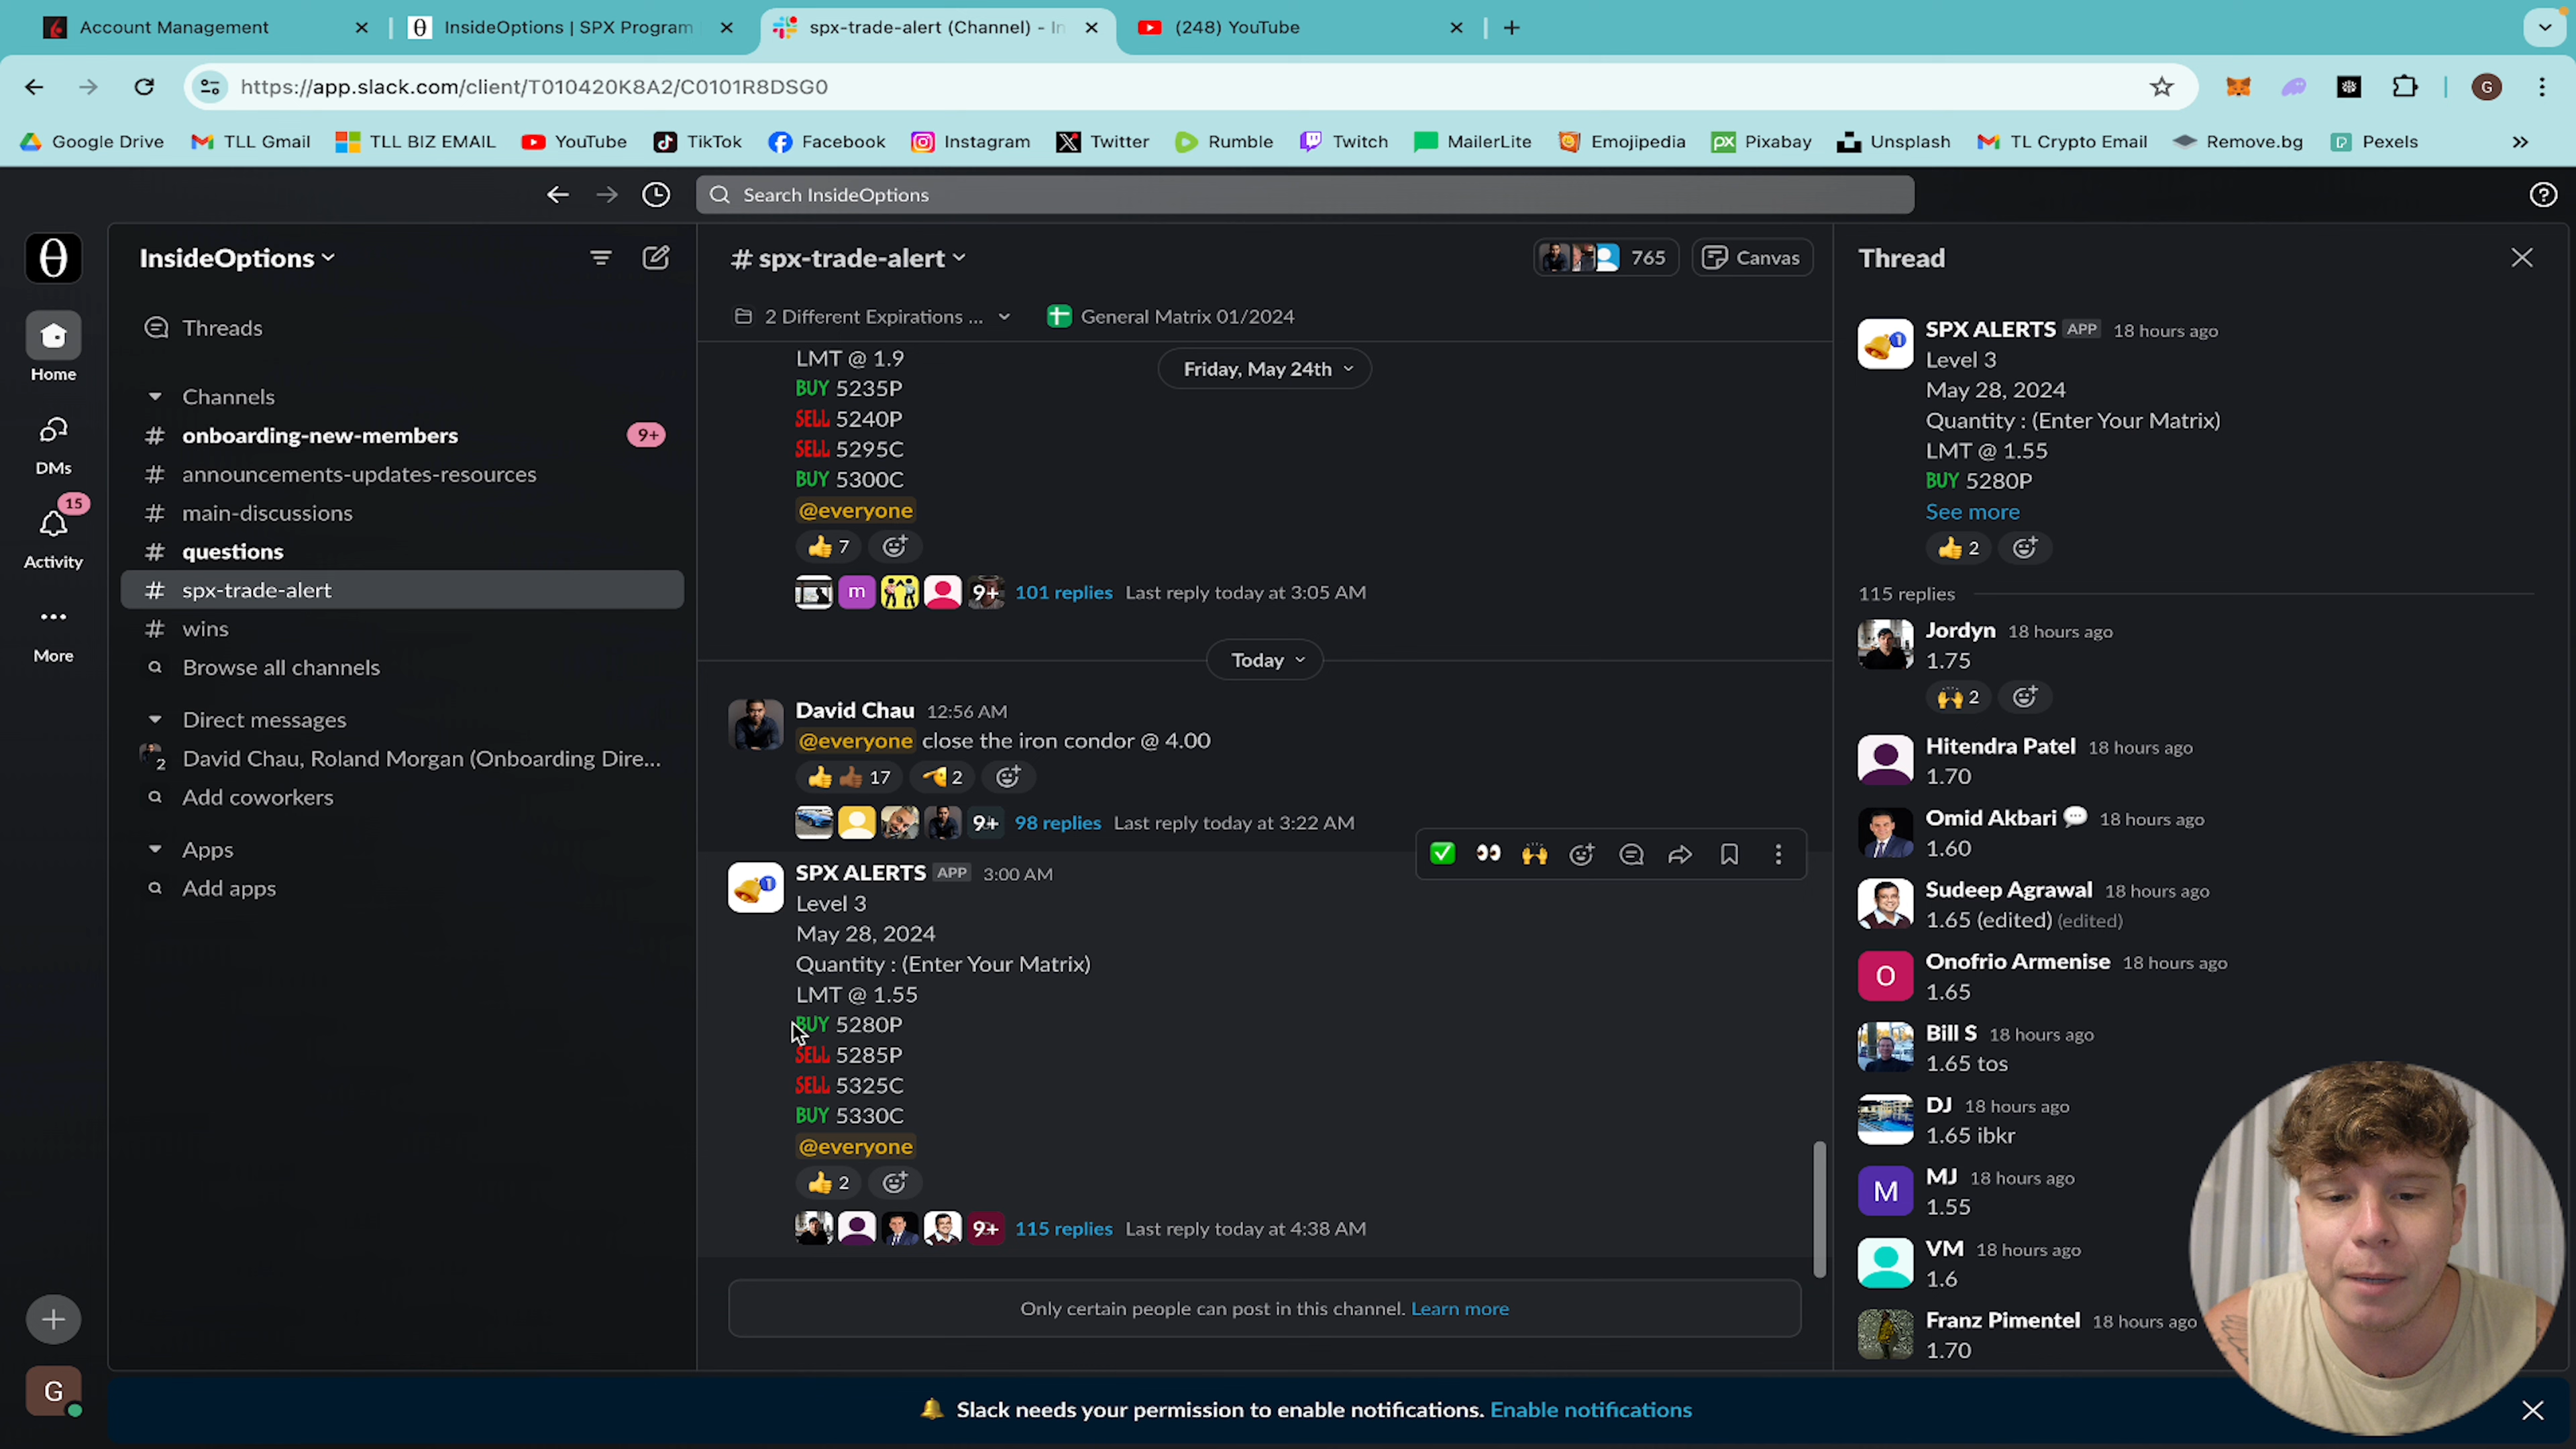 Account Management
InsideOptions | SPX Program
spx-trade-alert (Channel) - In
(248) YouTube
https://app.slack.com/client/T010420K8A2/C0101R8DSG0
G
Google Drive
TLL Gmail
TLL BIZ EMAIL
YouTube
TikTok
Facebook
Instagram
Twitter
Rumble
Twitch
MailerLite
Emojipedia
Pixabay
Unsplash
TL Crypto Email
Remove.bg
Pexels
Search InsideOptions
Home
DMs
15
Activity
More
G
InsideOptions
Threads
Channels
# onboarding-new-members 9+
# announcements-updates-resources
# main-discussions
# questions
# spx-trade-alert
# wins
Browse all channels
Direct messages
2 David Chau, Roland Morgan (Onboarding Dire...
Add coworkers
Apps
Add apps
# spx-trade-alert
765
Canvas
2 Different Expirations ...
General Matrix 01/2024
Friday, May 24th
LMT @ 1.9
BUY 5235P
SELL 5240P
SELL 5295C
BUY 5300C
@everyone
7
m 9+ 101 replies Last reply today at 3:05 AM
Today
David Chau 12:56 AM
@everyone close the iron condor @ 4.00
17 2
9+ 98 replies Last reply today at 3:22 AM
SPX ALERTS APP 3:00 AM
Level 3
May 28, 2024
Quantity : (Enter Your Matrix)
LMT @ 1.55
BUY 5280P
SELL 5285P
SELL 5325C
BUY 5330C
@everyone
2
9+ 115 replies Last reply today at 4:38 AM
Only certain people can post in this channel. Learn more
Thread
SPX ALERTS APP 18 hours ago
Level 3
May 28, 2024
Quantity : (Enter Your Matrix)
LMT @ 1.55
BUY 5280P
See more
2
115 replies
Jordyn 18 hours ago
1.75
2
Hitendra Patel 18 hours ago
1.70
Omid Akbari 18 hours ago
1.60
Sudeep Agrawal 18 hours ago
1.65 (edited) (edited)
O
Onofrio Armenise 18 hours ago
1.65
Bill S 18 hours ago
1.65 tos
DJ 18 hours ago
1.65 ibkr
M
MJ 18 hours ago
1.55
VM 18 hours ago
1.6
Franz Pimentel 18 hours ago
1.70
Slack needs your permission to enable notifications. Enable notifications